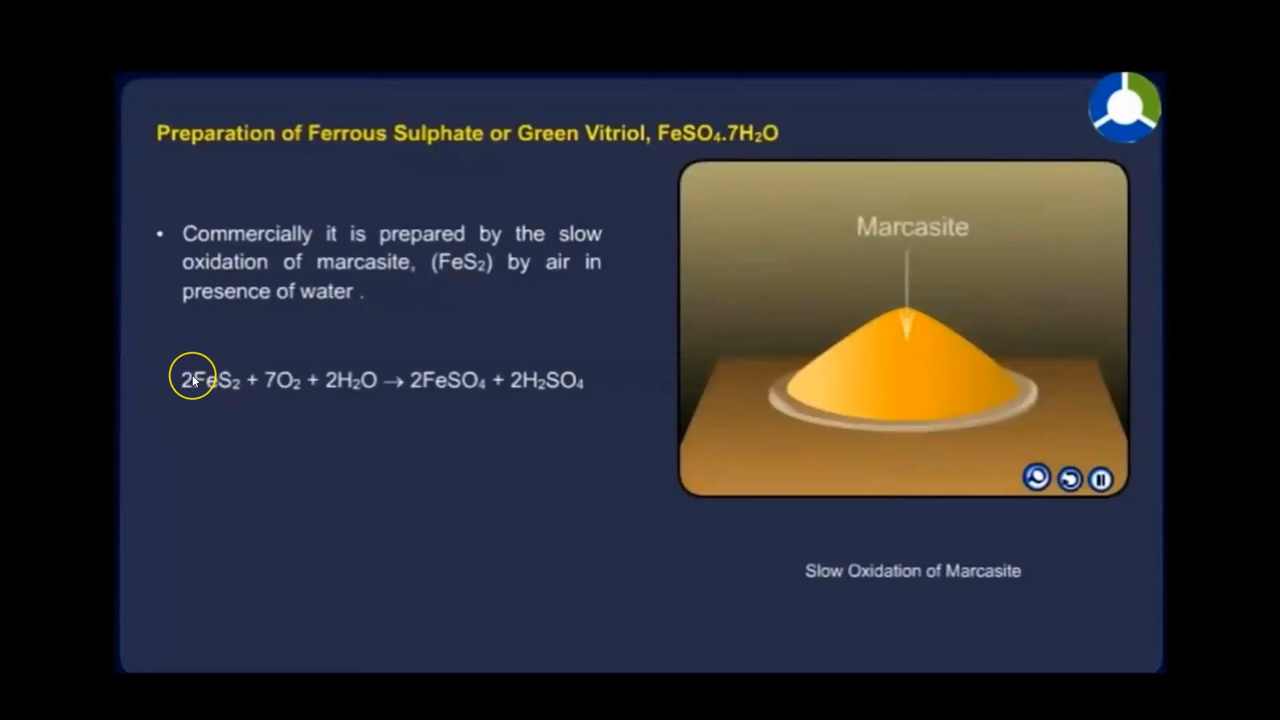 Preparation of Ferrous Sulphate or Green Vitriol, FeSO₄.7H₂O
Marcasite
• Commercially it is prepared by the slow
oxidation of marcasite, (FeS₂) by air in
presence of water .
2FeS₂ + 7O₂ + 2H₂O → 2FeSO₄ + 2H₂SO₄
Slow Oxidation of Marcasite